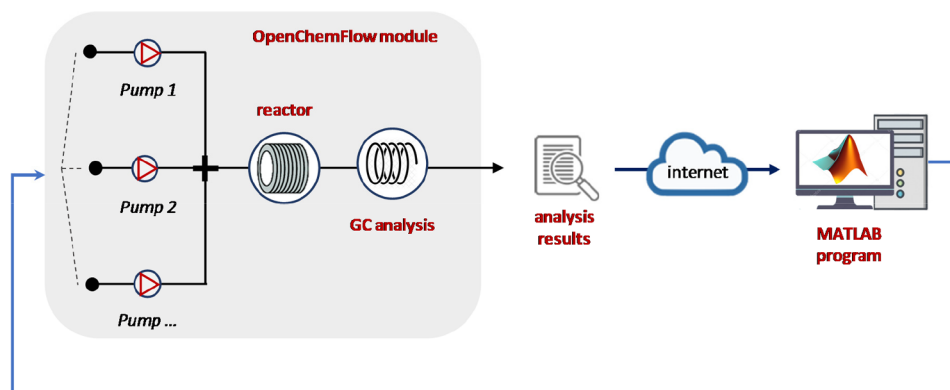 OpenChemFlow module
Pump 1
reactor
Pump 2
GC analysis
Pump ...
analysis
results
internet
MATLAB
program